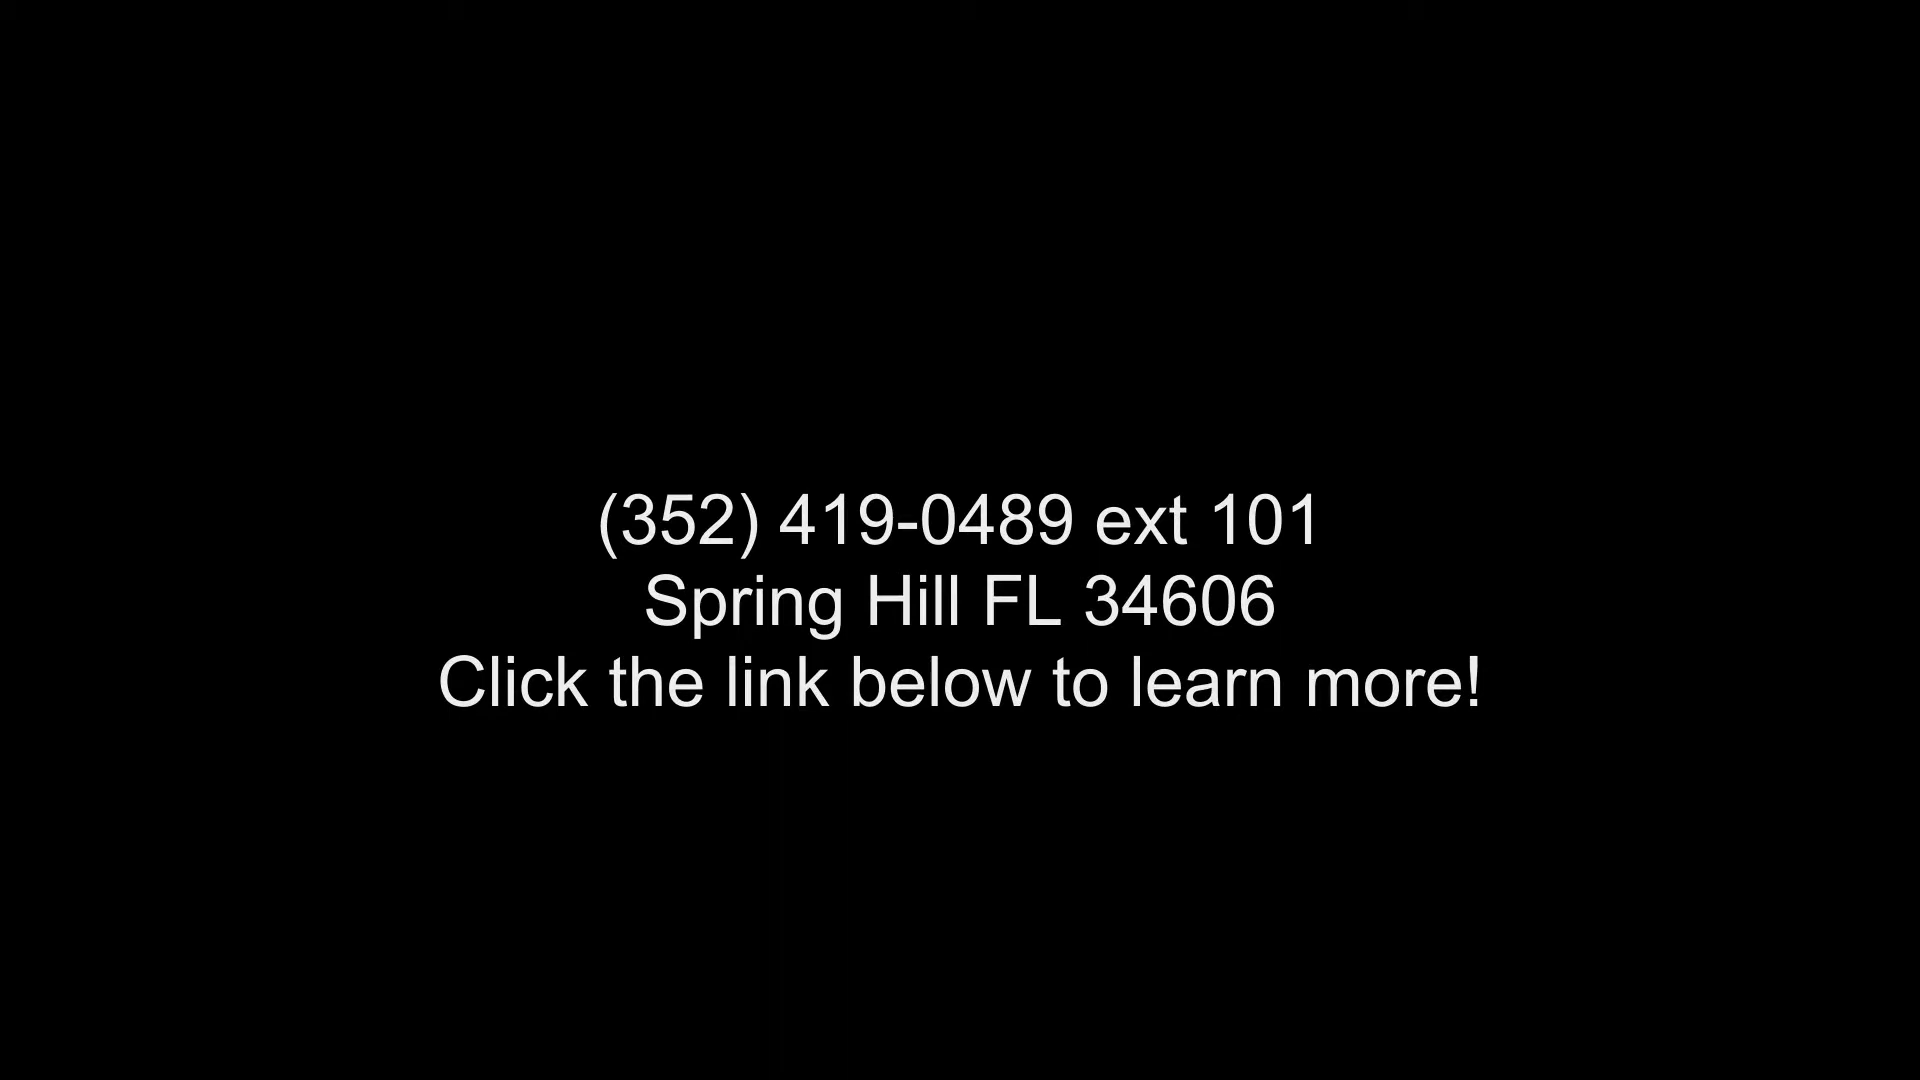 (352) 419-0489 ext 101
Spring Hill FL 34606
Click the link below to learn more!